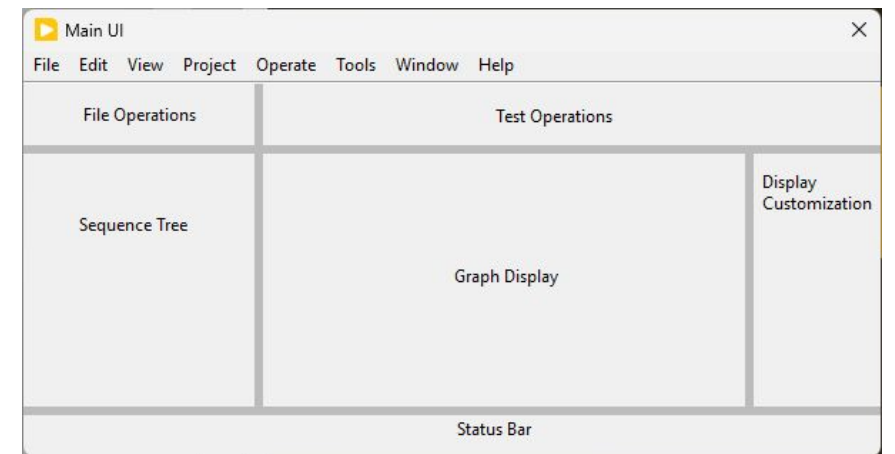 Main UI
File Edit View Project Operate Tools Window Help
File Operations
Test Operations
Sequence Tree
Graph Display
Display
Customization
Status Bar